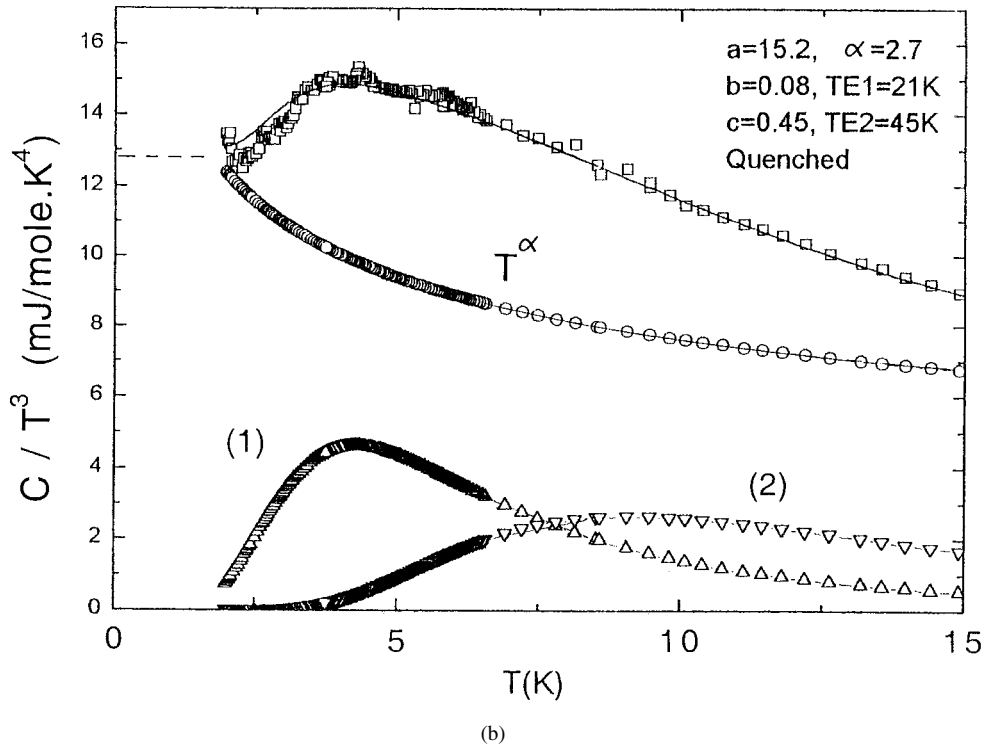 16
14
12
10
8
6
4
2
0
C / T³ (mJ/mole.K⁴)
a=15.2, α=2.7
b=0.08, TE1=21K
c=0.45, TE2=45K
Quenched
T^α
(1)
(2)
0 5 10 15
T(K)
(b)